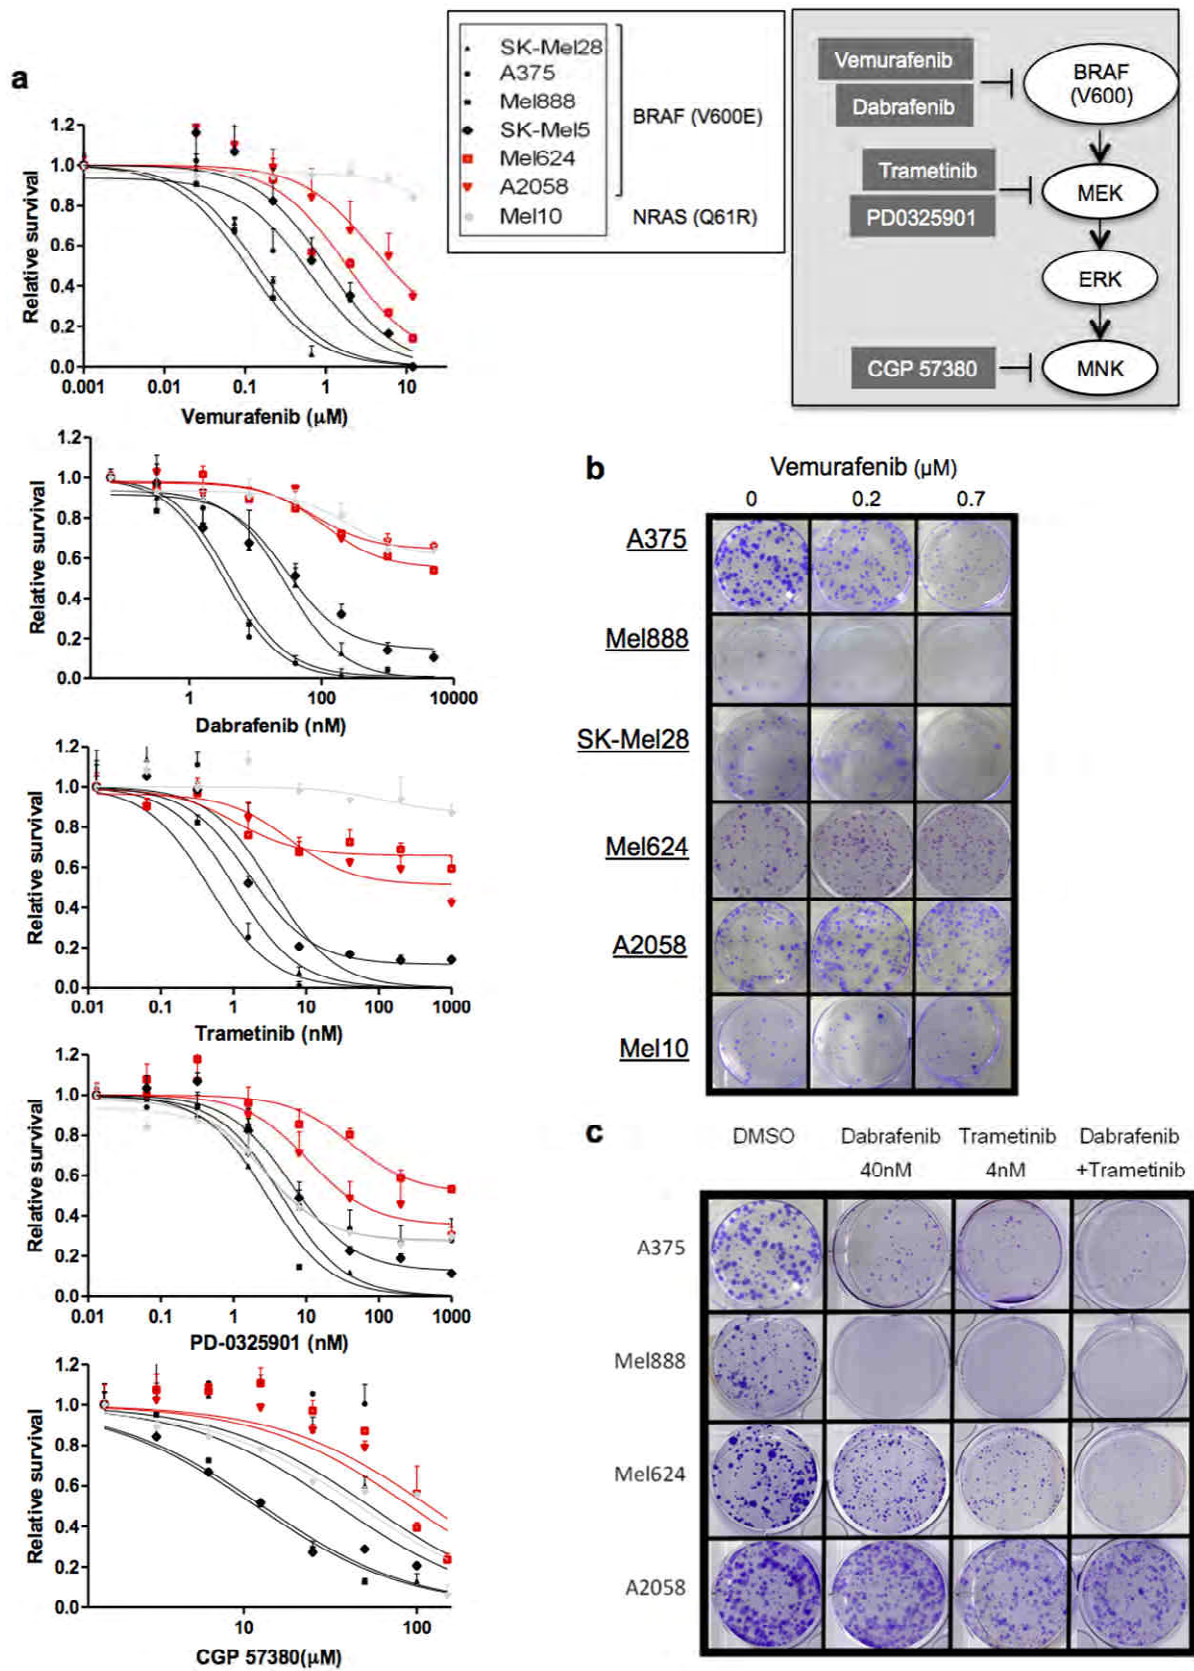 a
SK-Mel28
A375
Mel888
SK-Mel5
Mel624
A2058
Mel10
BRAF (V600E)
NRAS (Q61R)
Vemurafenib
Dabrafenib
BRAF
(V600)
Trametinib
PD0325901
MEK
ERK
CGP 57380
MNK
Relative survival
1.2
1.0
0.8
0.6
0.4
0.2
0.0
0.001 0.01 0.1 1 10
Vemurafenib (μM)
Relative survival
1.2
1.0
0.8
0.6
0.4
0.2
0.0
1 100 10000
Dabrafenib (nM)
Relative survival
1.2
1.0
0.8
0.6
0.4
0.2
0.0
0.01 0.1 1 10 100 1000
Trametinib (nM)
Relative survival
1.2
1.0
0.8
0.6
0.4
0.2
0.0
0.01 0.1 1 10 100 1000
PD-0325901 (nM)
Relative survival
1.2
1.0
0.8
0.6
0.4
0.2
0.0
10 100
CGP 57380(μM)
b
Vemurafenib (μM)
0 0.2 0.7
A375
Mel888
SK-Mel28
Mel624
A2058
Mel10
c
DMSO Dabrafenib Trametinib Dabrafenib
40nM 4nM +Trametinib
A375
Mel888
Mel624
A2058